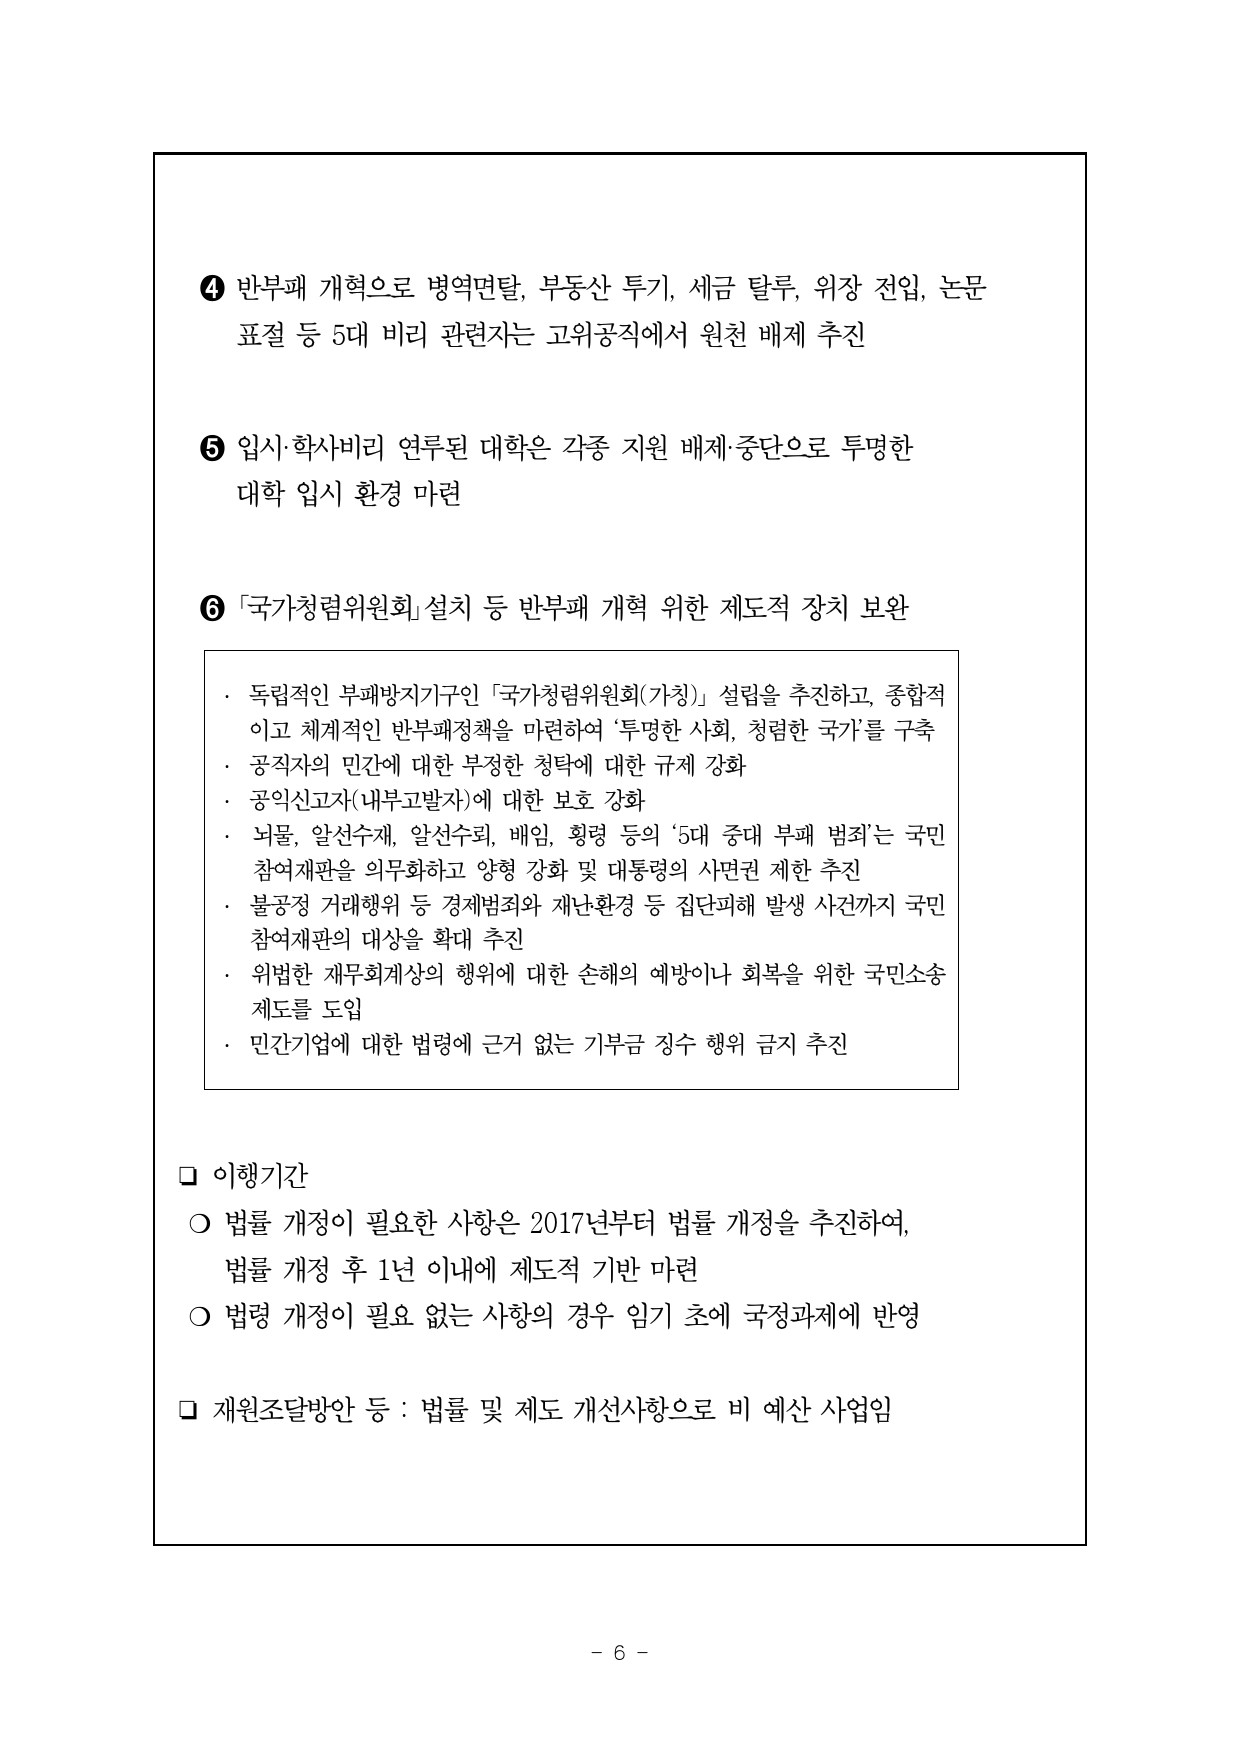 ❹ 반부패 개혁으로 병역면탈, 부동산 투기, 세금 탈루, 위장 전입, 논문
표절 등 5대 비리 관련자는 고위공직에서 원천 배제 추진
❺ 입시·학사비리 연루된 대학은 각종 지원 배제·중단으로 투명한
대학 입시 환경 마련
❻ ｢국가청렴위원회｣ 설치 등 반부패 개혁 위한 제도적 장치 보완
· 독립적인 부패방지기구인 ｢국가청렴위원회(가칭)｣ 설립을 추진하고, 종합적
이고 체계적인 반부패정책을 마련하여 ‘투명한 사회, 청렴한 국가’를 구축
· 공직자의 민간에 대한 부정한 청탁에 대한 규제 강화
· 공익신고자(내부고발자)에 대한 보호 강화
· 뇌물, 알선수재, 알선수뢰, 배임, 횡령 등의 ‘5대 중대 부패 범죄’는 국민
참여재판을 의무화하고 양형 강화 및 대통령의 사면권 제한 추진
· 불공정 거래행위 등 경제범죄와 재난·환경 등 집단피해 발생 사건까지 국민
참여재판의 대상을 확대 추진
· 위법한 재무회계상의 행위에 대한 손해의 예방이나 회복을 위한 국민소송
제도를 도입
· 민간기업에 대한 법령에 근거 없는 기부금 징수 행위 금지 추진
❏ 이행기간
❍ 법률 개정이 필요한 사항은 2017년부터 법률 개정을 추진하여,
법률 개정 후 1년 이내에 제도적 기반 마련
❍ 법령 개정이 필요 없는 사항의 경우 임기 초에 국정과제에 반영
❏ 재원조달방안 등 : 법률 및 제도 개선사항으로 비 예산 사업임
- 6 -